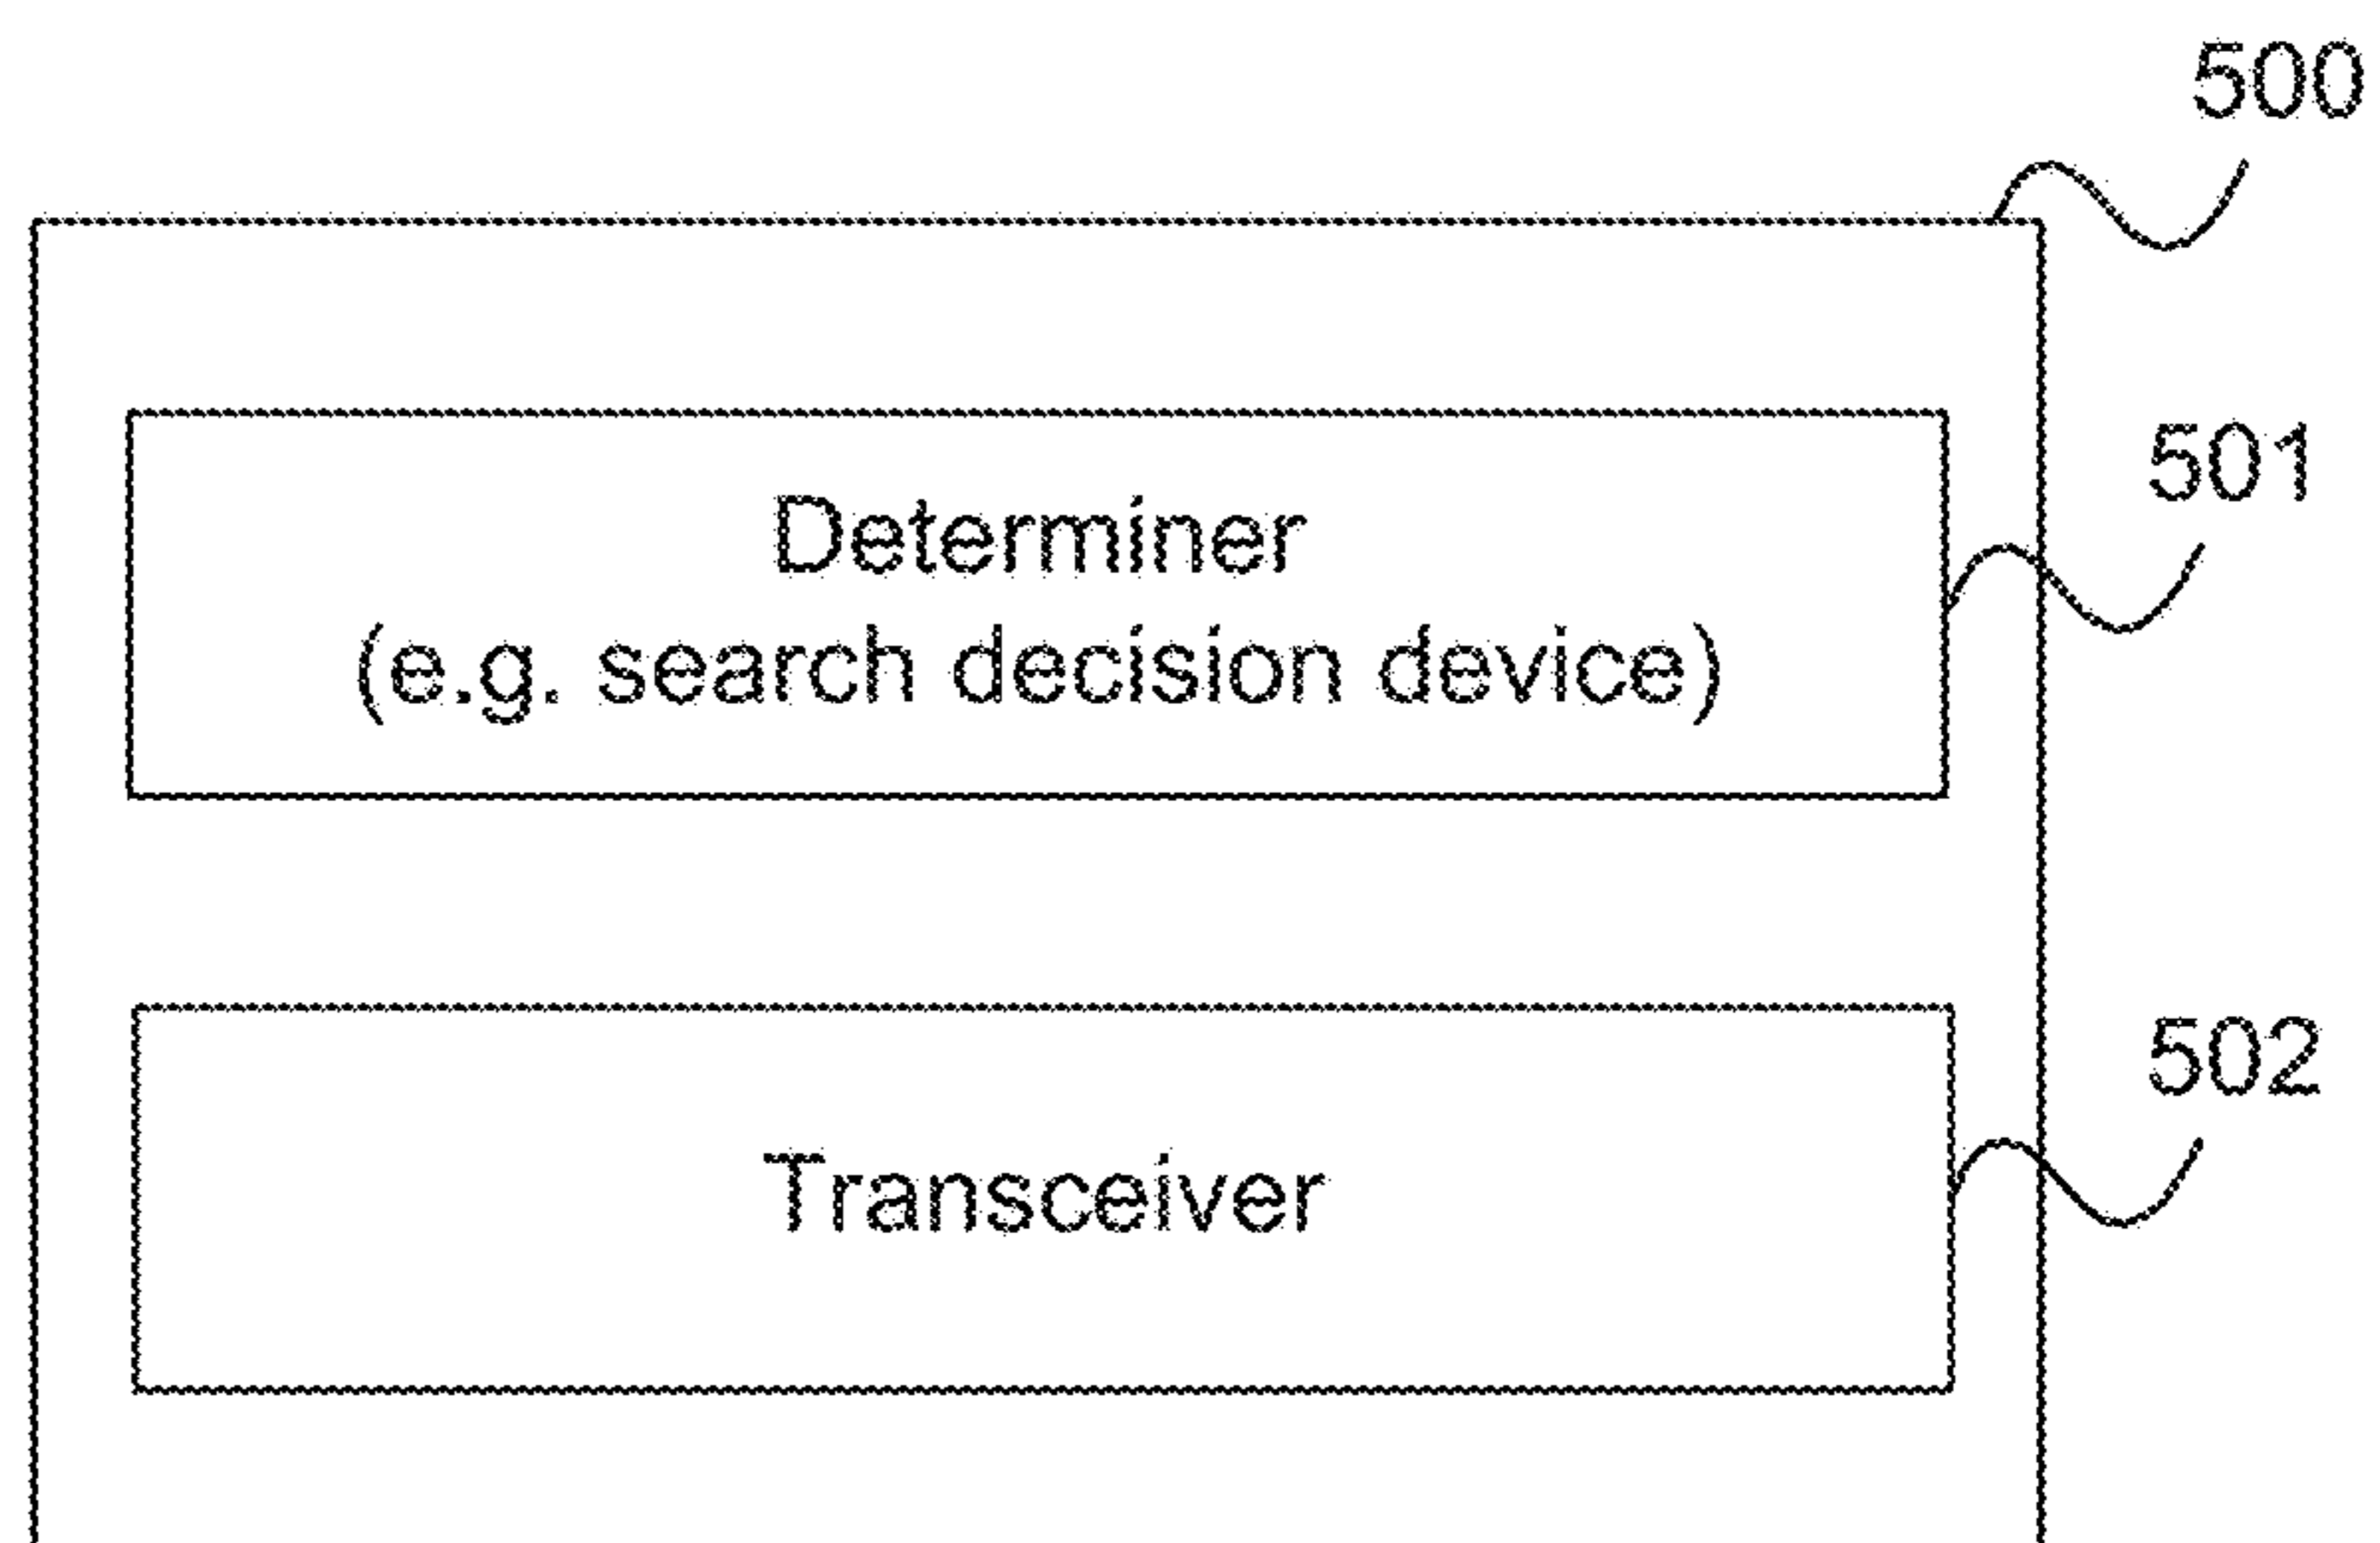 500
501
Determiner
(e.g. search decision device)
502
Transceiver